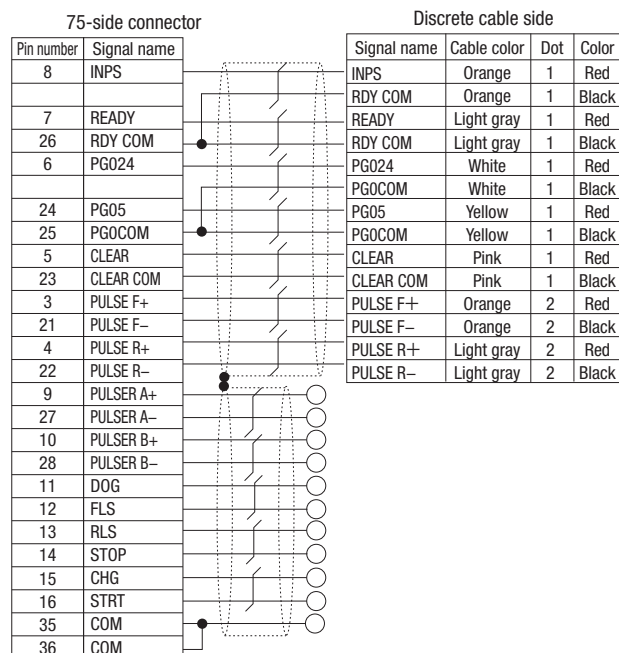 75-side connector
Pin number Signal name
8 INPS
7 READY
26 RDY COM
6 PG024
24 PG05
25 PG0COM
5 CLEAR
23 CLEAR COM
3 PULSE F+
21 PULSE F−
4 PULSE R+
22 PULSE R−
9 PULSER A+
27 PULSER A−
10 PULSER B+
28 PULSER B−
11 DOG
12 FLS
13 RLS
14 STOP
15 CHG
16 STRT
35 COM
36 COM
Discrete cable side
Signal name Cable color Dot Color
INPS Orange 1 Red
RDY COM Orange 1 Black
READY Light gray 1 Red
RDY COM Light gray 1 Black
PG024 White 1 Red
PG0COM White 1 Black
PG05 Yellow 1 Red
PG0COM Yellow 1 Black
CLEAR Pink 1 Red
CLEAR COM Pink 1 Black
PULSE F+ Orange 2 Red
PULSE F− Orange 2 Black
PULSE R+ Light gray 2 Red
PULSE R− Light gray 2 Black